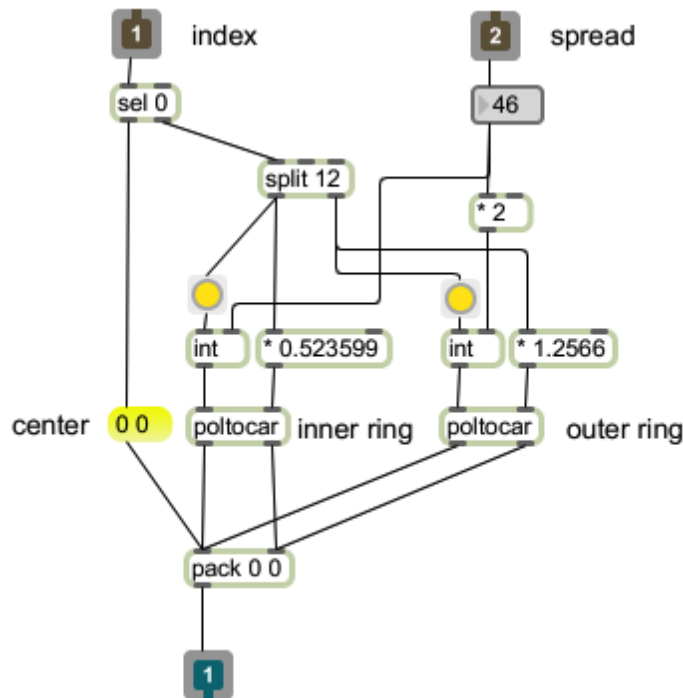 1 index 2 spread
sel 0 46
split 12
* 2
int * 0.523599 int * 1.2566
center 0 0 poltocar inner ring poltocar outer ring
pack 0 0
1